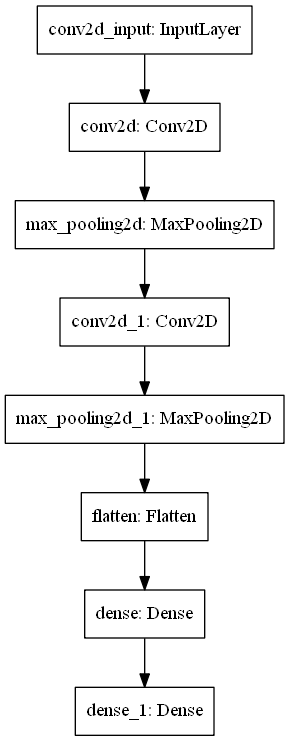 conv2d_input: InputLayer
conv2d: Conv2D
max_pooling2d: MaxPooling2D
conv2d_1: Conv2D
max_pooling2d_1: MaxPooling2D
flatten: Flatten
dense: Dense
dense_1: Dense